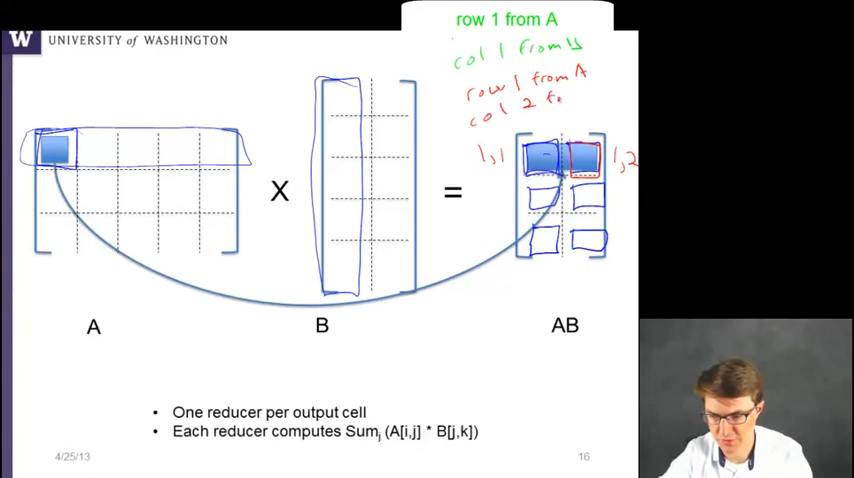 row 1 from A
W UNIVERSITY of WASHINGTON
col 1 from B
row 1 from A
col 2 f
1,1
1,2
X
=
A
B
AB
• One reducer per output cell
• Each reducer computes Sumj (A[i,j] * B[j,k])
4/25/13
16